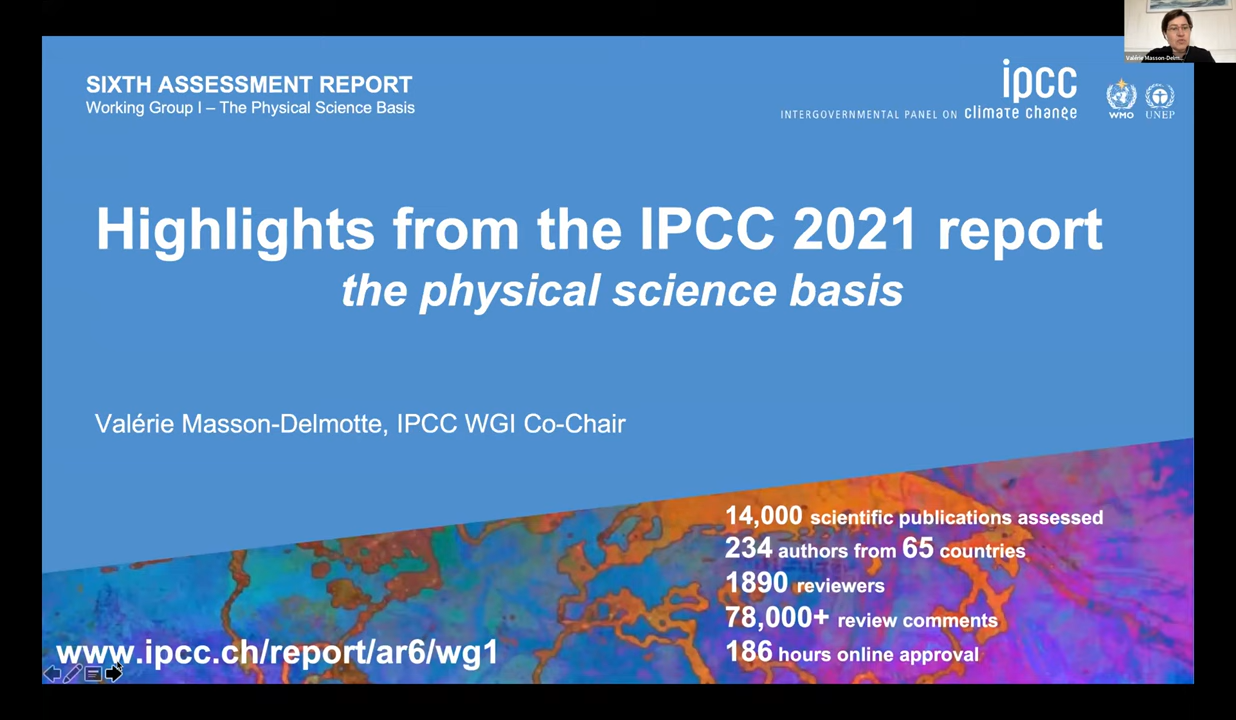 SIXTH ASSESSMENT REPORT
Working Group I – The Physical Science Basis
ipcc
INTERGOVERNMENTAL PANEL ON climate change
WMO
UNEP
Highlights from the IPCC 2021 report
the physical science basis
Valérie Masson-Delmotte, IPCC WGI Co-Chair
14,000 scientific publications assessed
234 authors from 65 countries
1890 reviewers
78,000+ review comments
186 hours online approval
www.ipcc.ch/report/ar6/wg1